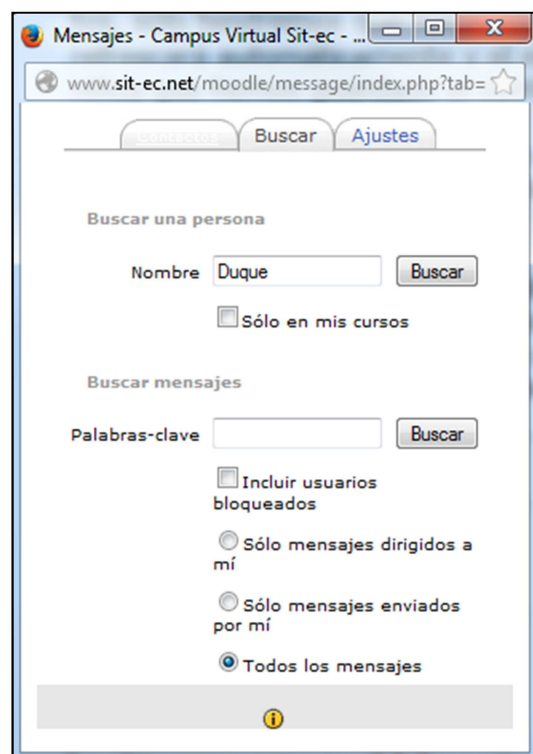 Mensajes - Campus Virtual Sit-ec - ...
www.sit-ec.net/moodle/message/index.php?tab=
Contactos Buscar Ajustes
Buscar una persona
Nombre Duque Buscar
Sólo en mis cursos
Buscar mensajes
Palabras-clave Buscar
Incluir usuarios
bloqueados
Sólo mensajes dirigidos a
mí
Sólo mensajes enviados
por mí
Todos los mensajes